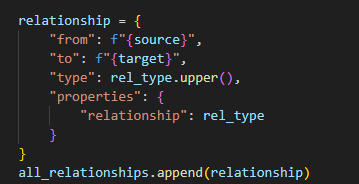 relationship = {
    "from": f"{source}",
    "to": f"{target}",
    "type": rel_type.upper(),
    "properties": {
        "relationship": rel_type
    }
}
all_relationships.append(relationship)